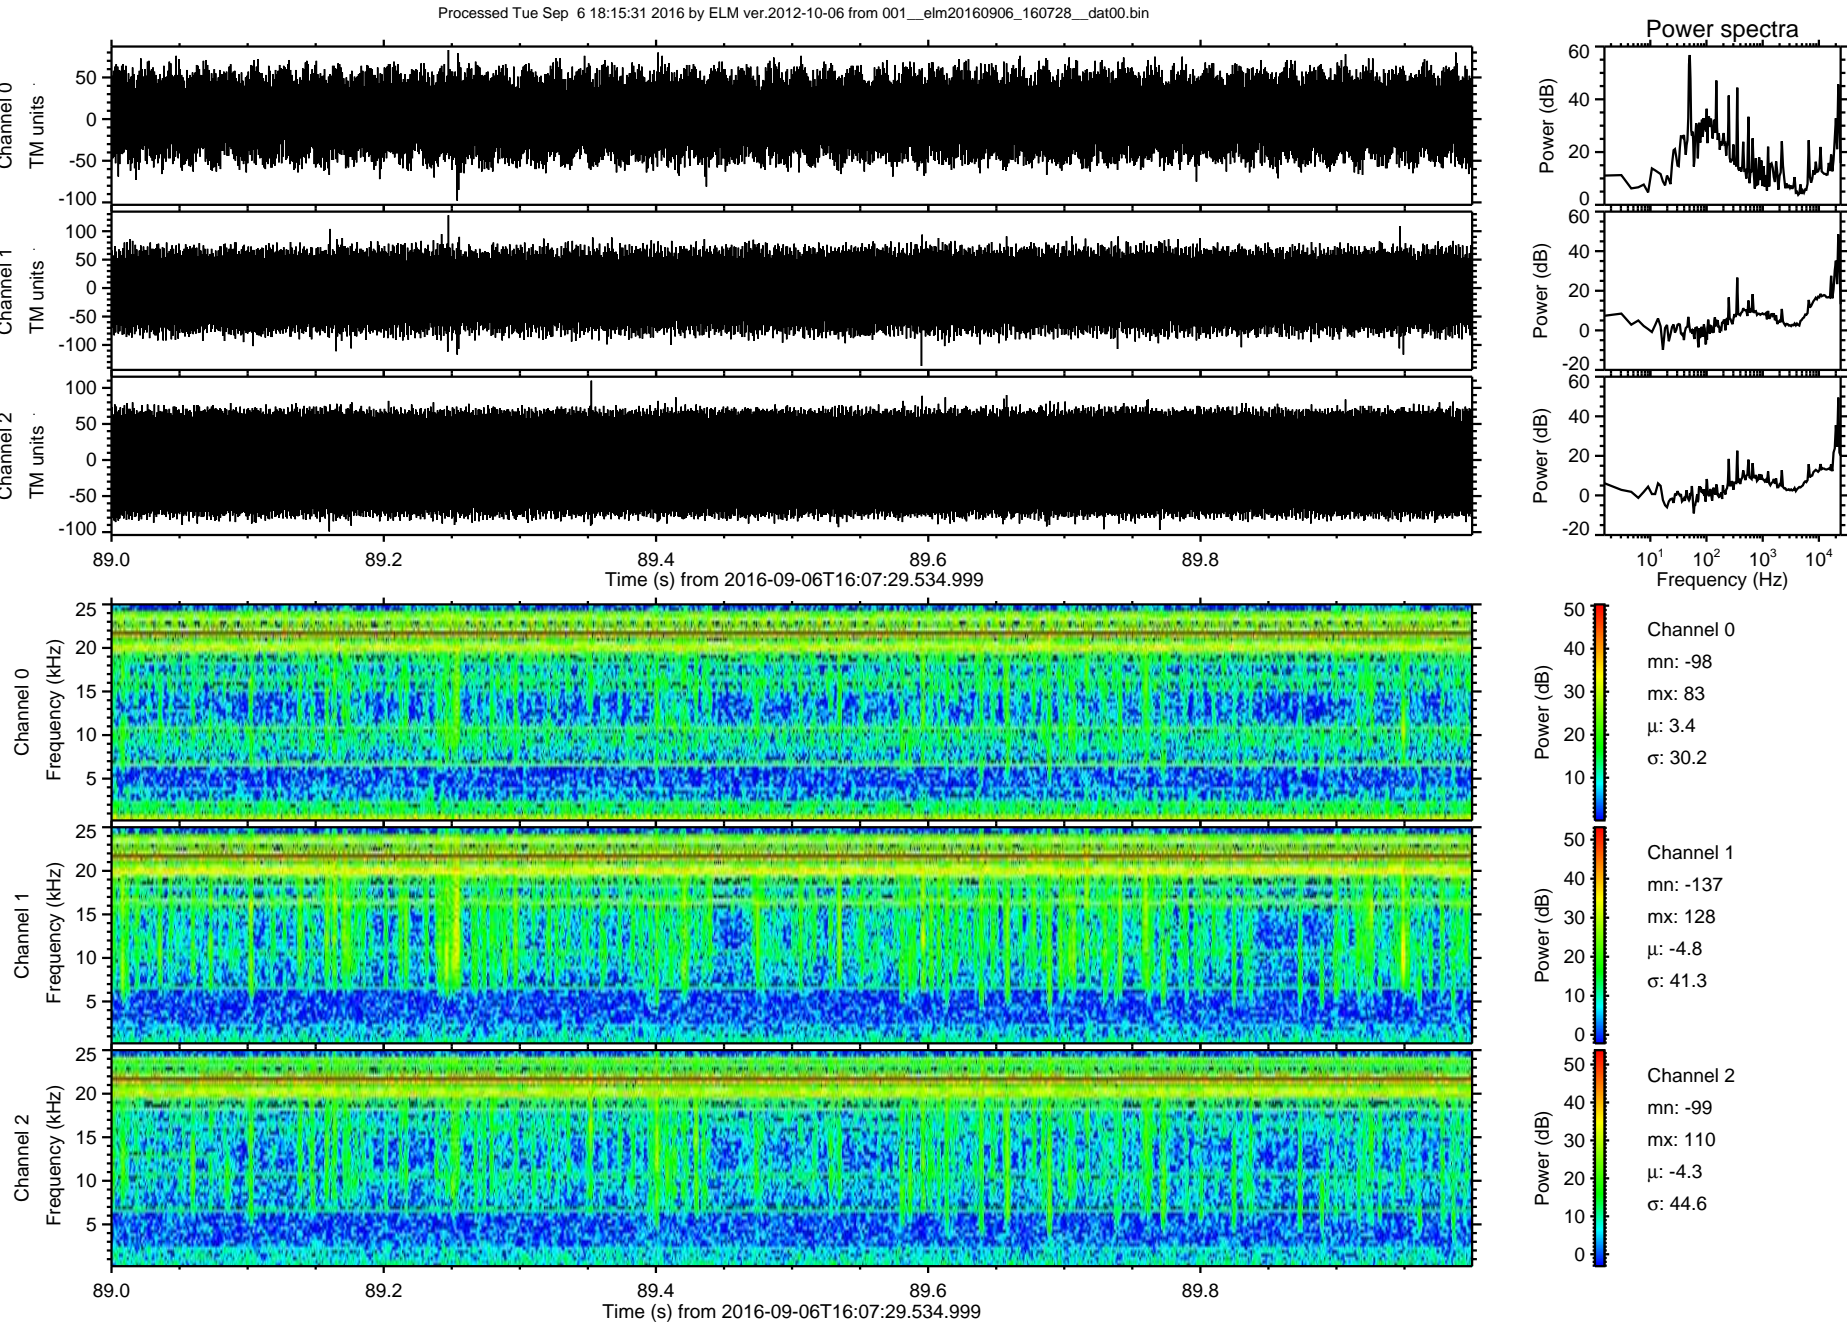 Processed Tue Sep  6 18:15:31 2016 by ELM ver.2012-10-06 from 001__elm20160906_160728__dat00.bin
Power spectra
Channel 0
TM units
50
0
-50
-100
Power (dB)
60
40
20
0
Channel 1
TM units
100
50
0
-50
-100
Power (dB)
60
40
20
0
-20
Channel 2
TM units
100
50
0
-50
-100
Power (dB)
60
40
20
0
-20
89.0 89.2 89.4 89.6 89.8
Time (s) from 2016-09-06T16:07:29.534.999
10¹ 10² 10³ 10⁴
Frequency (Hz)
Channel 0
Frequency (kHz)
25
20
15
10
5
Power (dB)
50
40
30
20
10
Channel 0
mn: -98
mx: 83
μ: 3.4
σ: 30.2
Channel 1
Frequency (kHz)
25
20
15
10
5
Power (dB)
50
40
30
20
10
0
Channel 1
mn: -137
mx: 128
μ: -4.8
σ: 41.3
Channel 2
Frequency (kHz)
25
20
15
10
5
Power (dB)
50
40
30
20
10
0
Channel 2
mn: -99
mx: 110
μ: -4.3
σ: 44.6
89.0 89.2 89.4 89.6 89.8
Time (s) from 2016-09-06T16:07:29.534.999